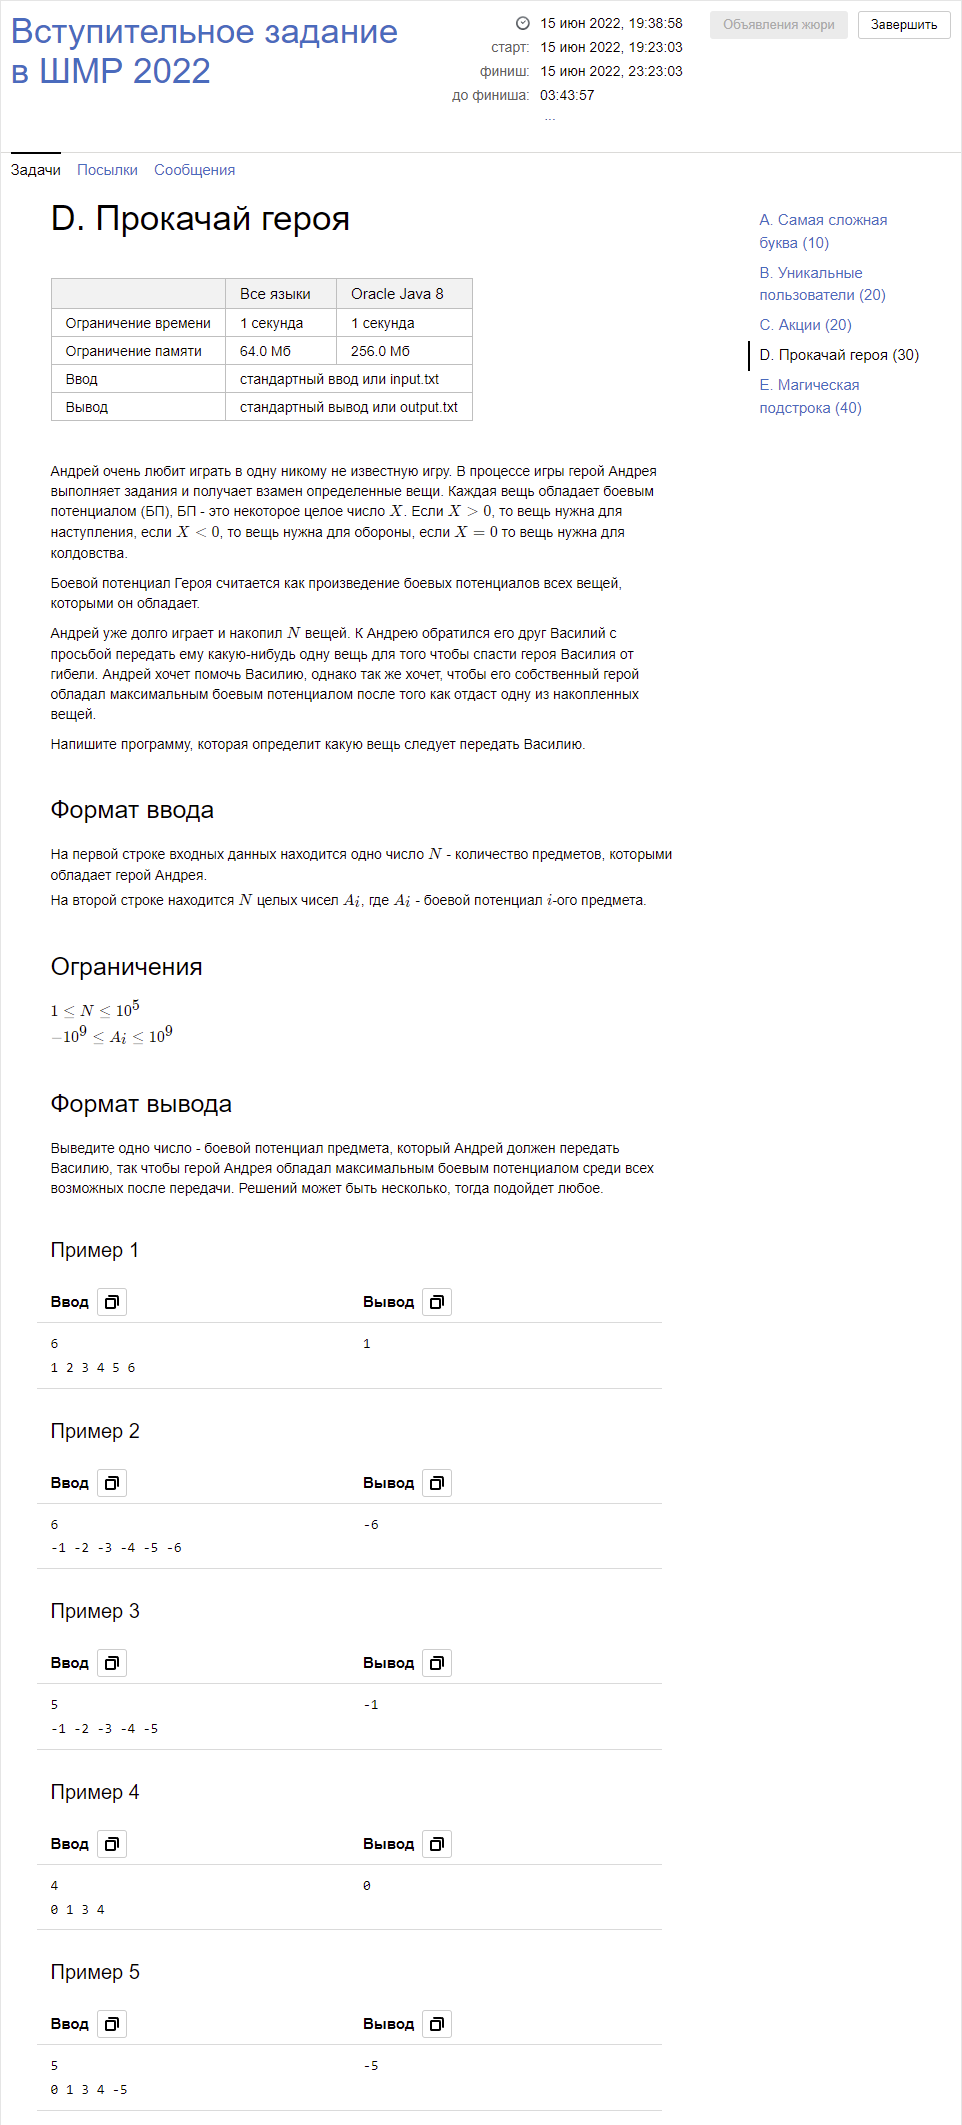 Вступительное задание
в ШМР 2022
15 июн 2022, 19:38:58
старт: 15 июн 2022, 19:23:03
финиш: 15 июн 2022, 23:23:03
до финиша: 03:43:57
...
Объявления жюри
Завершить
Задачи Посылки Сообщения
D. Прокачай героя
Все языки Oracle Java 8
Ограничение времени 1 секунда 1 секунда
Ограничение памяти 64.0 Мб 256.0 Мб
Ввод стандартный ввод или input.txt
Вывод стандартный вывод или output.txt
A. Самая сложная
буква (10)
B. Уникальные
пользователи (20)
C. Акции (20)
D. Прокачай героя (30)
E. Магическая
подстрока (40)
Андрей очень любит играть в одну никому не известную игру. В процессе игры герой Андрея
выполняет задания и получает взамен определенные вещи. Каждая вещь обладает боевым
потенциалом (БП), БП - это некоторое целое число X. Если X > 0, то вещь нужна для
наступления, если X < 0, то вещь нужна для обороны, если X = 0 то вещь нужна для
колдовства.
Боевой потенциал Героя считается как произведение боевых потенциалов всех вещей,
которыми он обладает.
Андрей уже долго играет и накопил N вещей. К Андрею обратился его друг Василий с
просьбой передать ему какую-нибудь одну вещь для того чтобы спасти героя Василия от
гибели. Андрей хочет помочь Василию, однако так же хочет, чтобы его собственный герой
обладал максимальным боевым потенциалом после того как отдаст одну из накопленных
вещей.
Напишите программу, которая определит какую вещь следует передать Василию.
Формат ввода
На первой строке входных данных находится одно число N - количество предметов, которыми
обладает герой Андрея.
На второй строке находится N целых чисел Ai, где Ai - боевой потенциал i-ого предмета.
Ограничения
1 ≤ N ≤ 10⁵
−10⁹ ≤ Ai ≤ 10⁹
Формат вывода
Выведите одно число - боевой потенциал предмета, который Андрей должен передать
Василию, так чтобы герой Андрея обладал максимальным боевым потенциалом среди всех
возможных после передачи. Решений может быть несколько, тогда подойдет любое.
Пример 1
Ввод Вывод
6 1
1 2 3 4 5 6
Пример 2
Ввод Вывод
6 -6
-1 -2 -3 -4 -5 -6
Пример 3
Ввод Вывод
5 -1
-1 -2 -3 -4 -5
Пример 4
Ввод Вывод
4 0
0 1 3 4
Пример 5
Ввод Вывод
5 -5
0 1 3 4 -5